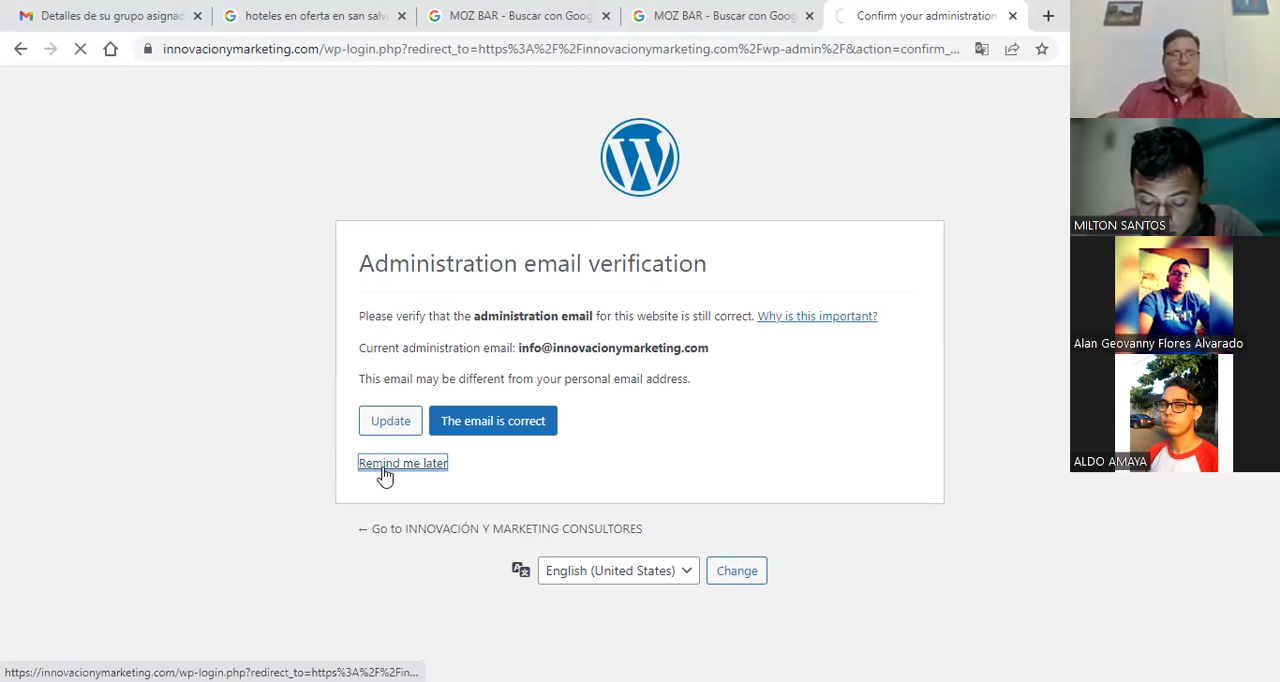 Detalles de su grupo asignad
hoteles en oferta en san salv
MOZ BAR - Buscar con Goog
MOZ BAR - Buscar con Goog
Confirm your administration
innovacionymarketing.com/wp-login.php?redirect_to=https%3A%2F%2Finnovacionymarketing.com%2Fwp-admin%2F&action=confirm_...
Administration email verification
Please verify that the administration email for this website is still correct. Why is this important?
Current administration email: info@innovacionymarketing.com
This email may be different from your personal email address.
Update
The email is correct
Remind me later
← Go to INNOVACIÓN Y MARKETING CONSULTORES
English (United States)
Change
https://innovacionymarketing.com/wp-login.php?redirect_to=https%3A%2F%2Fin...
MILTON SANTOS
Alan Geovanny Flores Alvarado
ALDO AMAYA